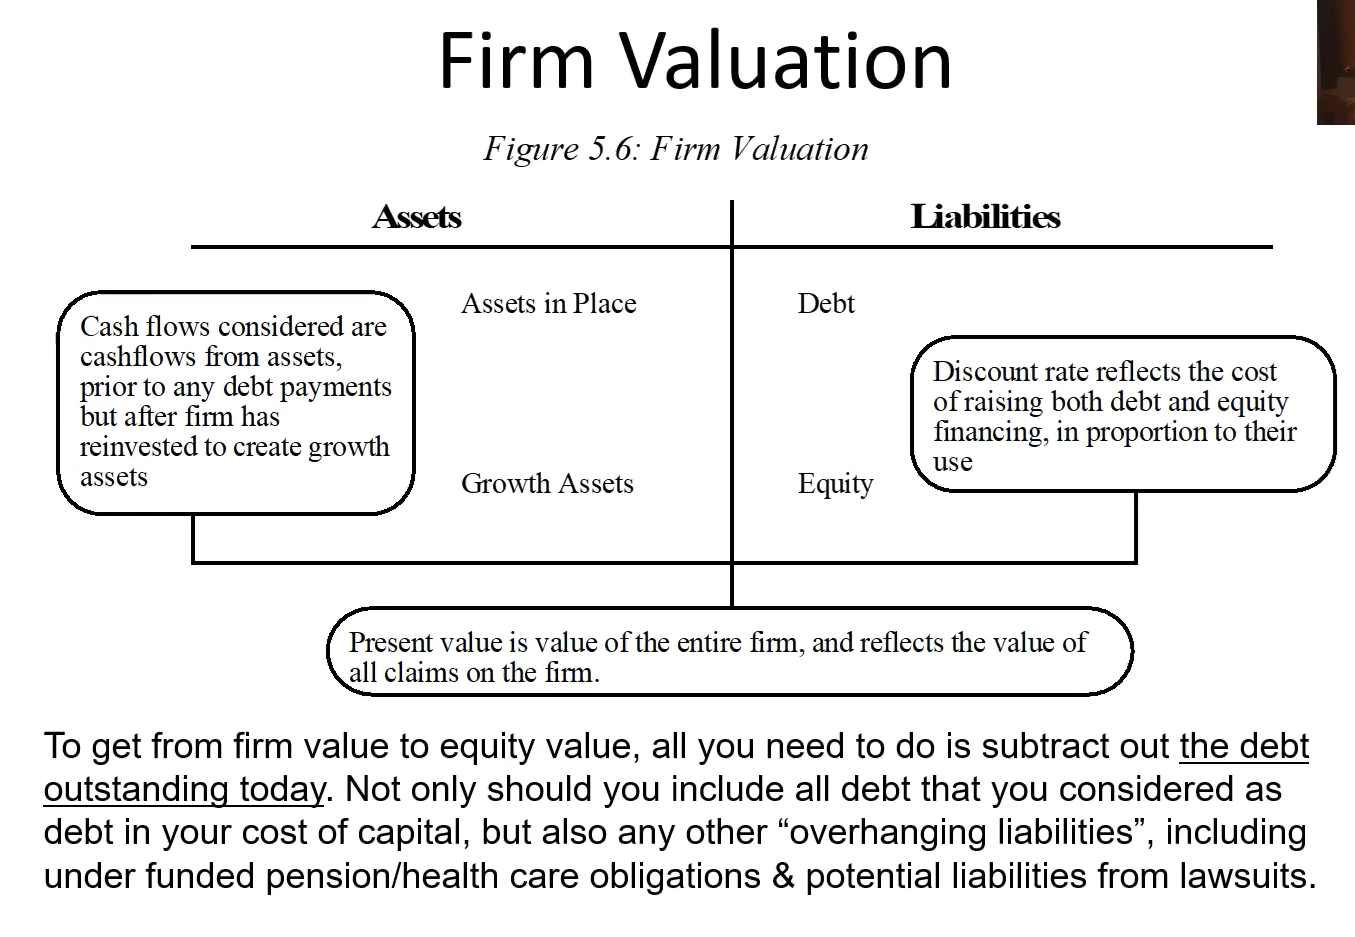 Firm Valuation
Figure 5.6: Firm Valuation
Assets
Liabilities
Assets in Place
Debt
Cash flows considered are
cashflows from assets,
prior to any debt payments
but after firm has
reinvested to create growth
assets
Discount rate reflects the cost
of raising both debt and equity
financing, in proportion to their
use
Growth Assets
Equity
Present value is value of the entire firm, and reflects the value of
all claims on the firm.
To get from firm value to equity value, all you need to do is subtract out the debt
outstanding today. Not only should you include all debt that you considered as
debt in your cost of capital, but also any other “overhanging liabilities”, including
under funded pension/health care obligations & potential liabilities from lawsuits.